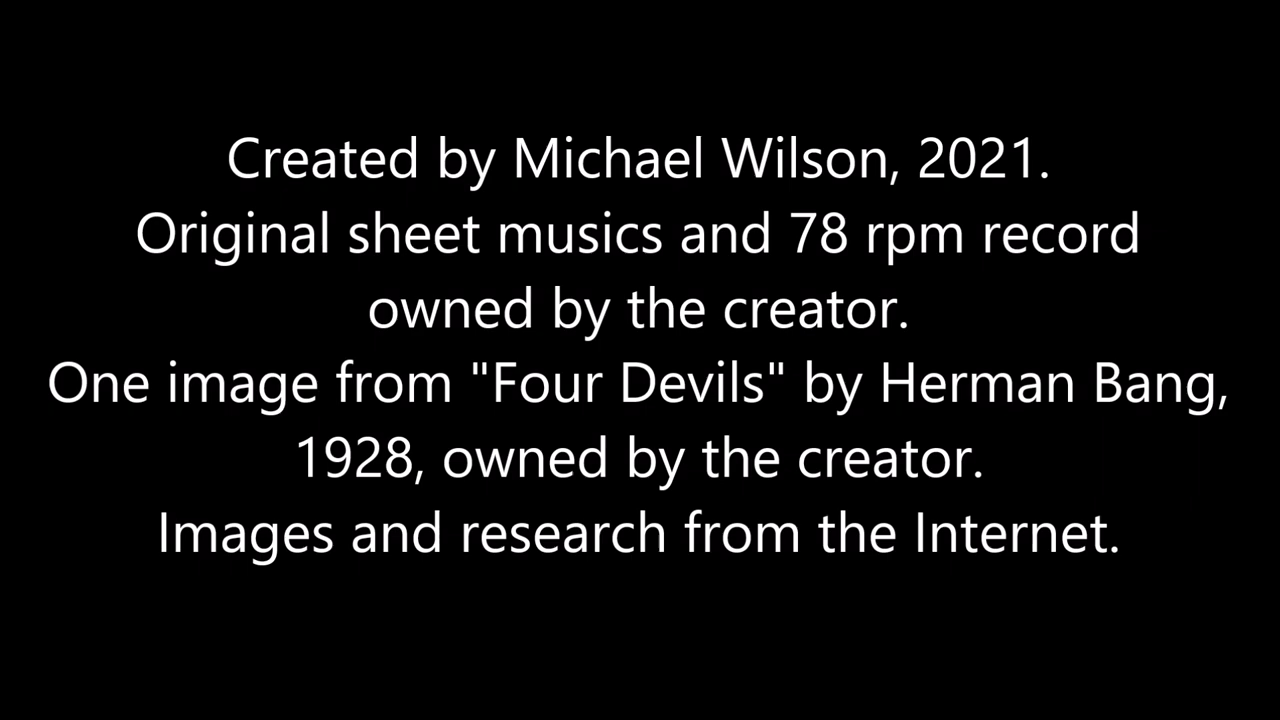 Created by Michael Wilson, 2021.
Original sheet musics and 78 rpm record
owned by the creator.
One image from "Four Devils" by Herman Bang,
1928, owned by the creator.
Images and research from the Internet.